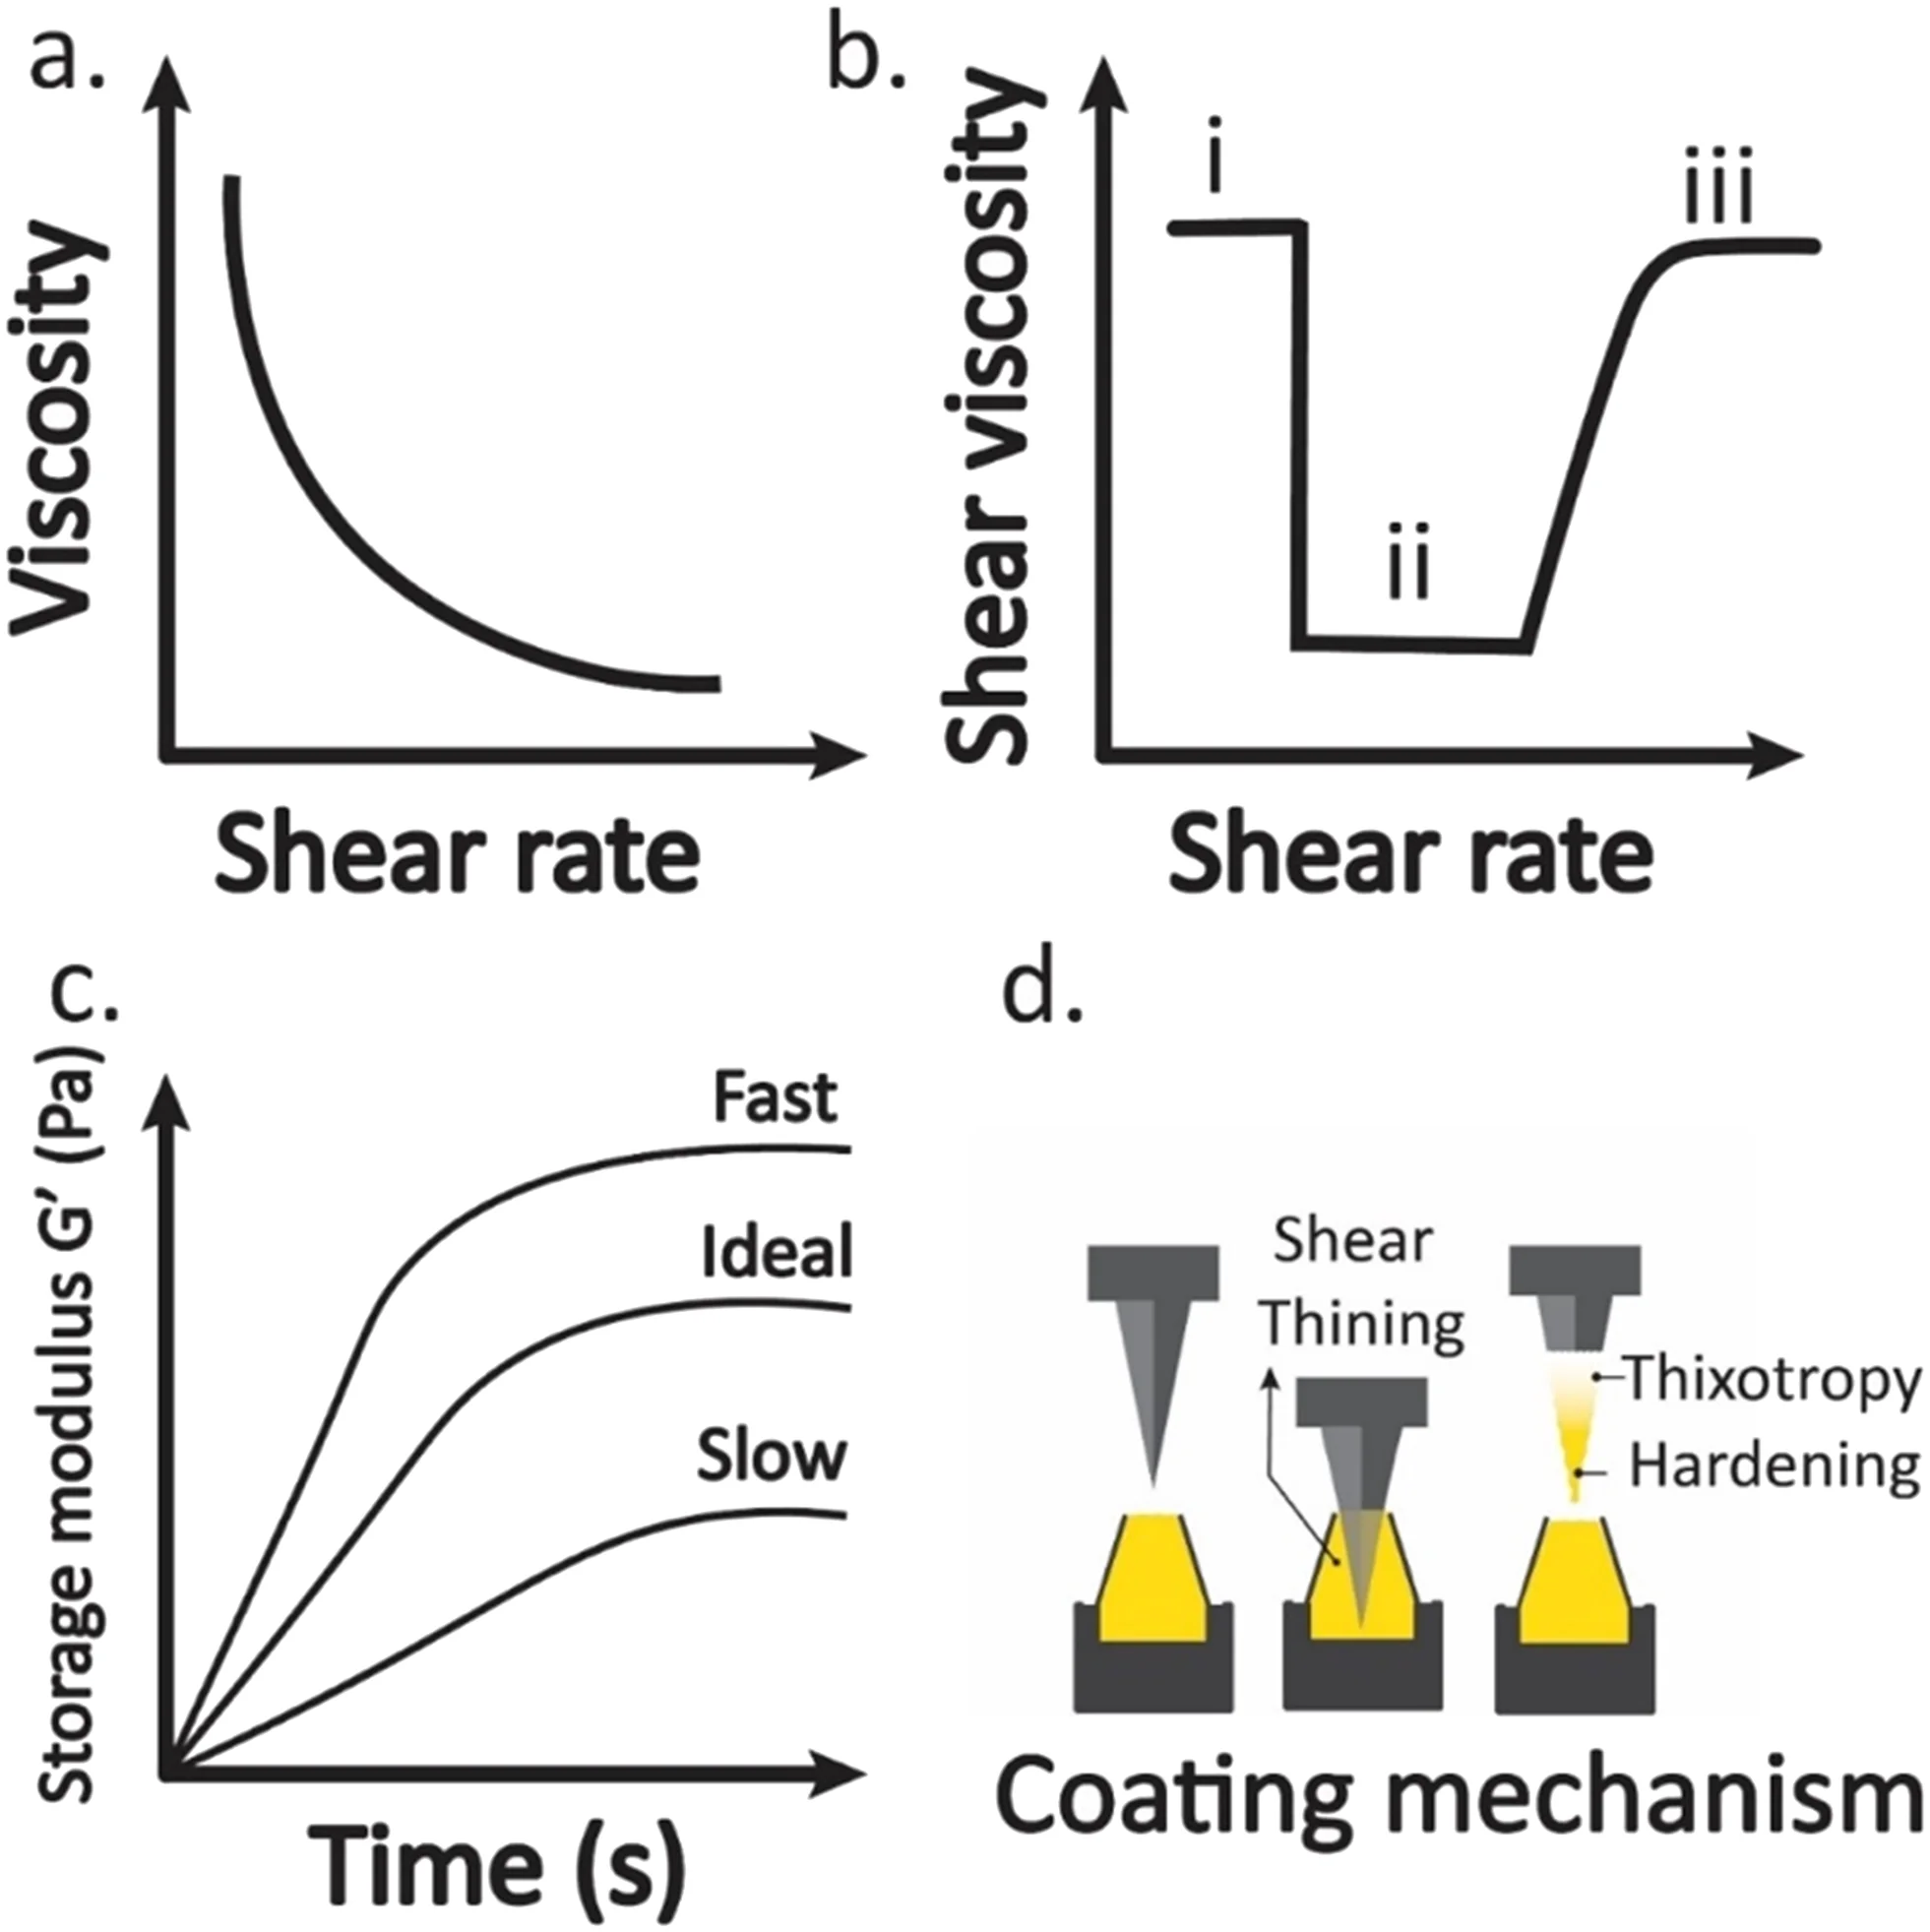 a.
Viscosity
Shear rate
b.
Shear viscosity
i
ii
iii
Shear rate
c.
Storage modulus G’ (Pa)
Fast
Ideal
Slow
Time (s)
d.
Shear
Thining
Thixotropy
Hardening
Coating mechanism